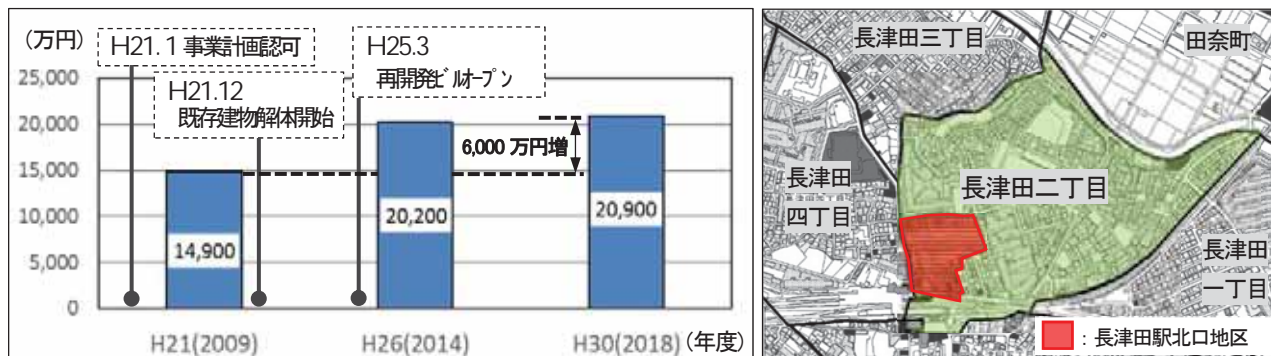 (万円)
H21.1 事業計画認可
H21.12
既存建物解体開始
H25.3
再開発ビルオープン
25,000
20,000
15,000
10,000
5,000
0
14,900
20,200
20,900
6,000 万円増
H21(2009)
H26(2014)
H30(2018)
(年度)
長津田三丁目
田奈町
長津田
四丁目
長津田二丁目
長津田
一丁目
：長津田駅北口地区